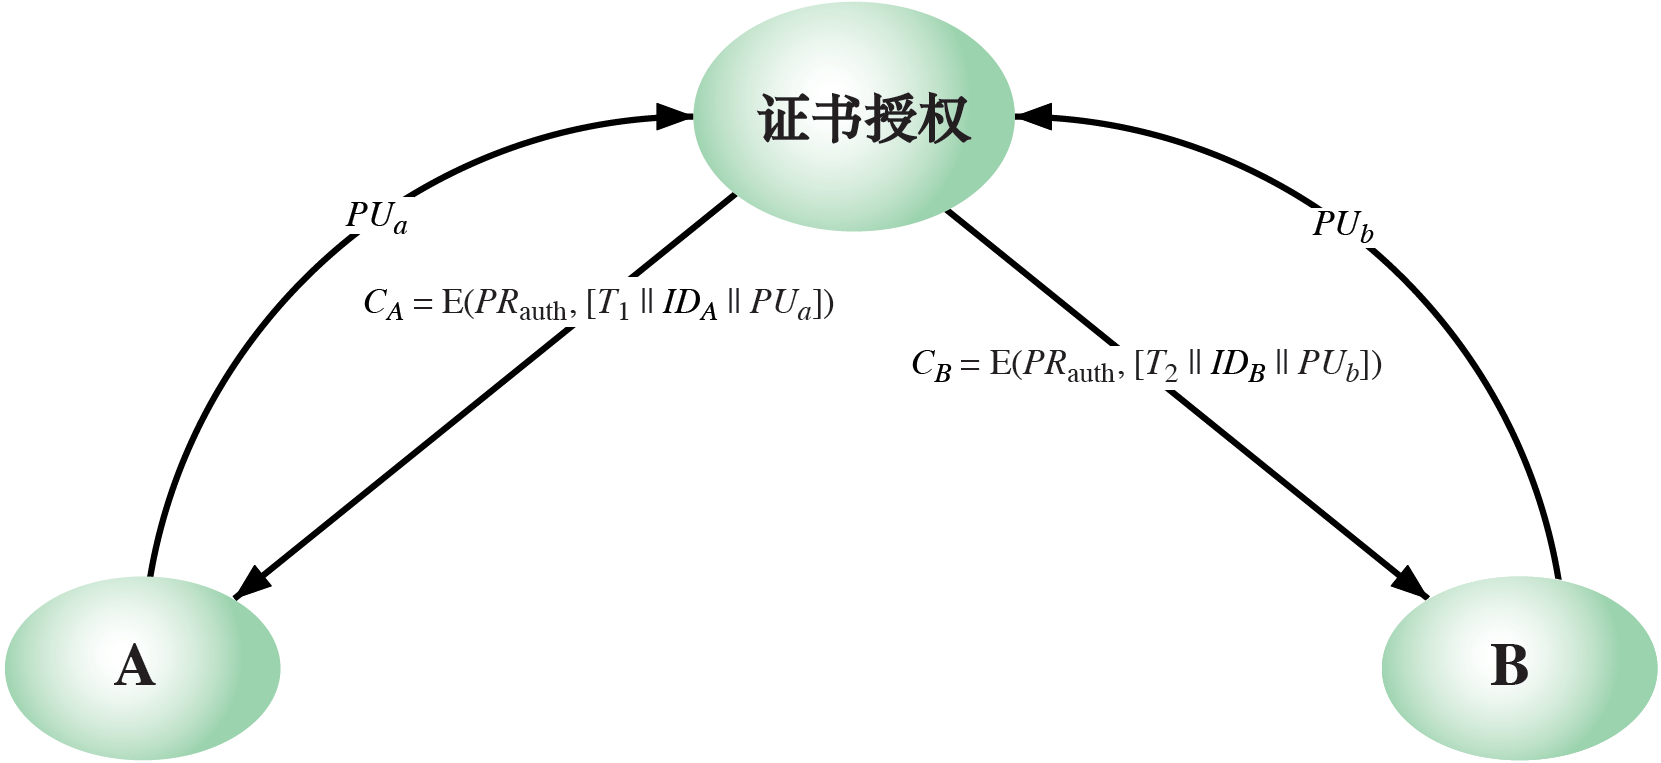 证书授权
PUa
PUb
CA = E(PRauth, [T1 || IDA || PUa])
CB = E(PRauth, [T2 || IDB || PUb])
A
B